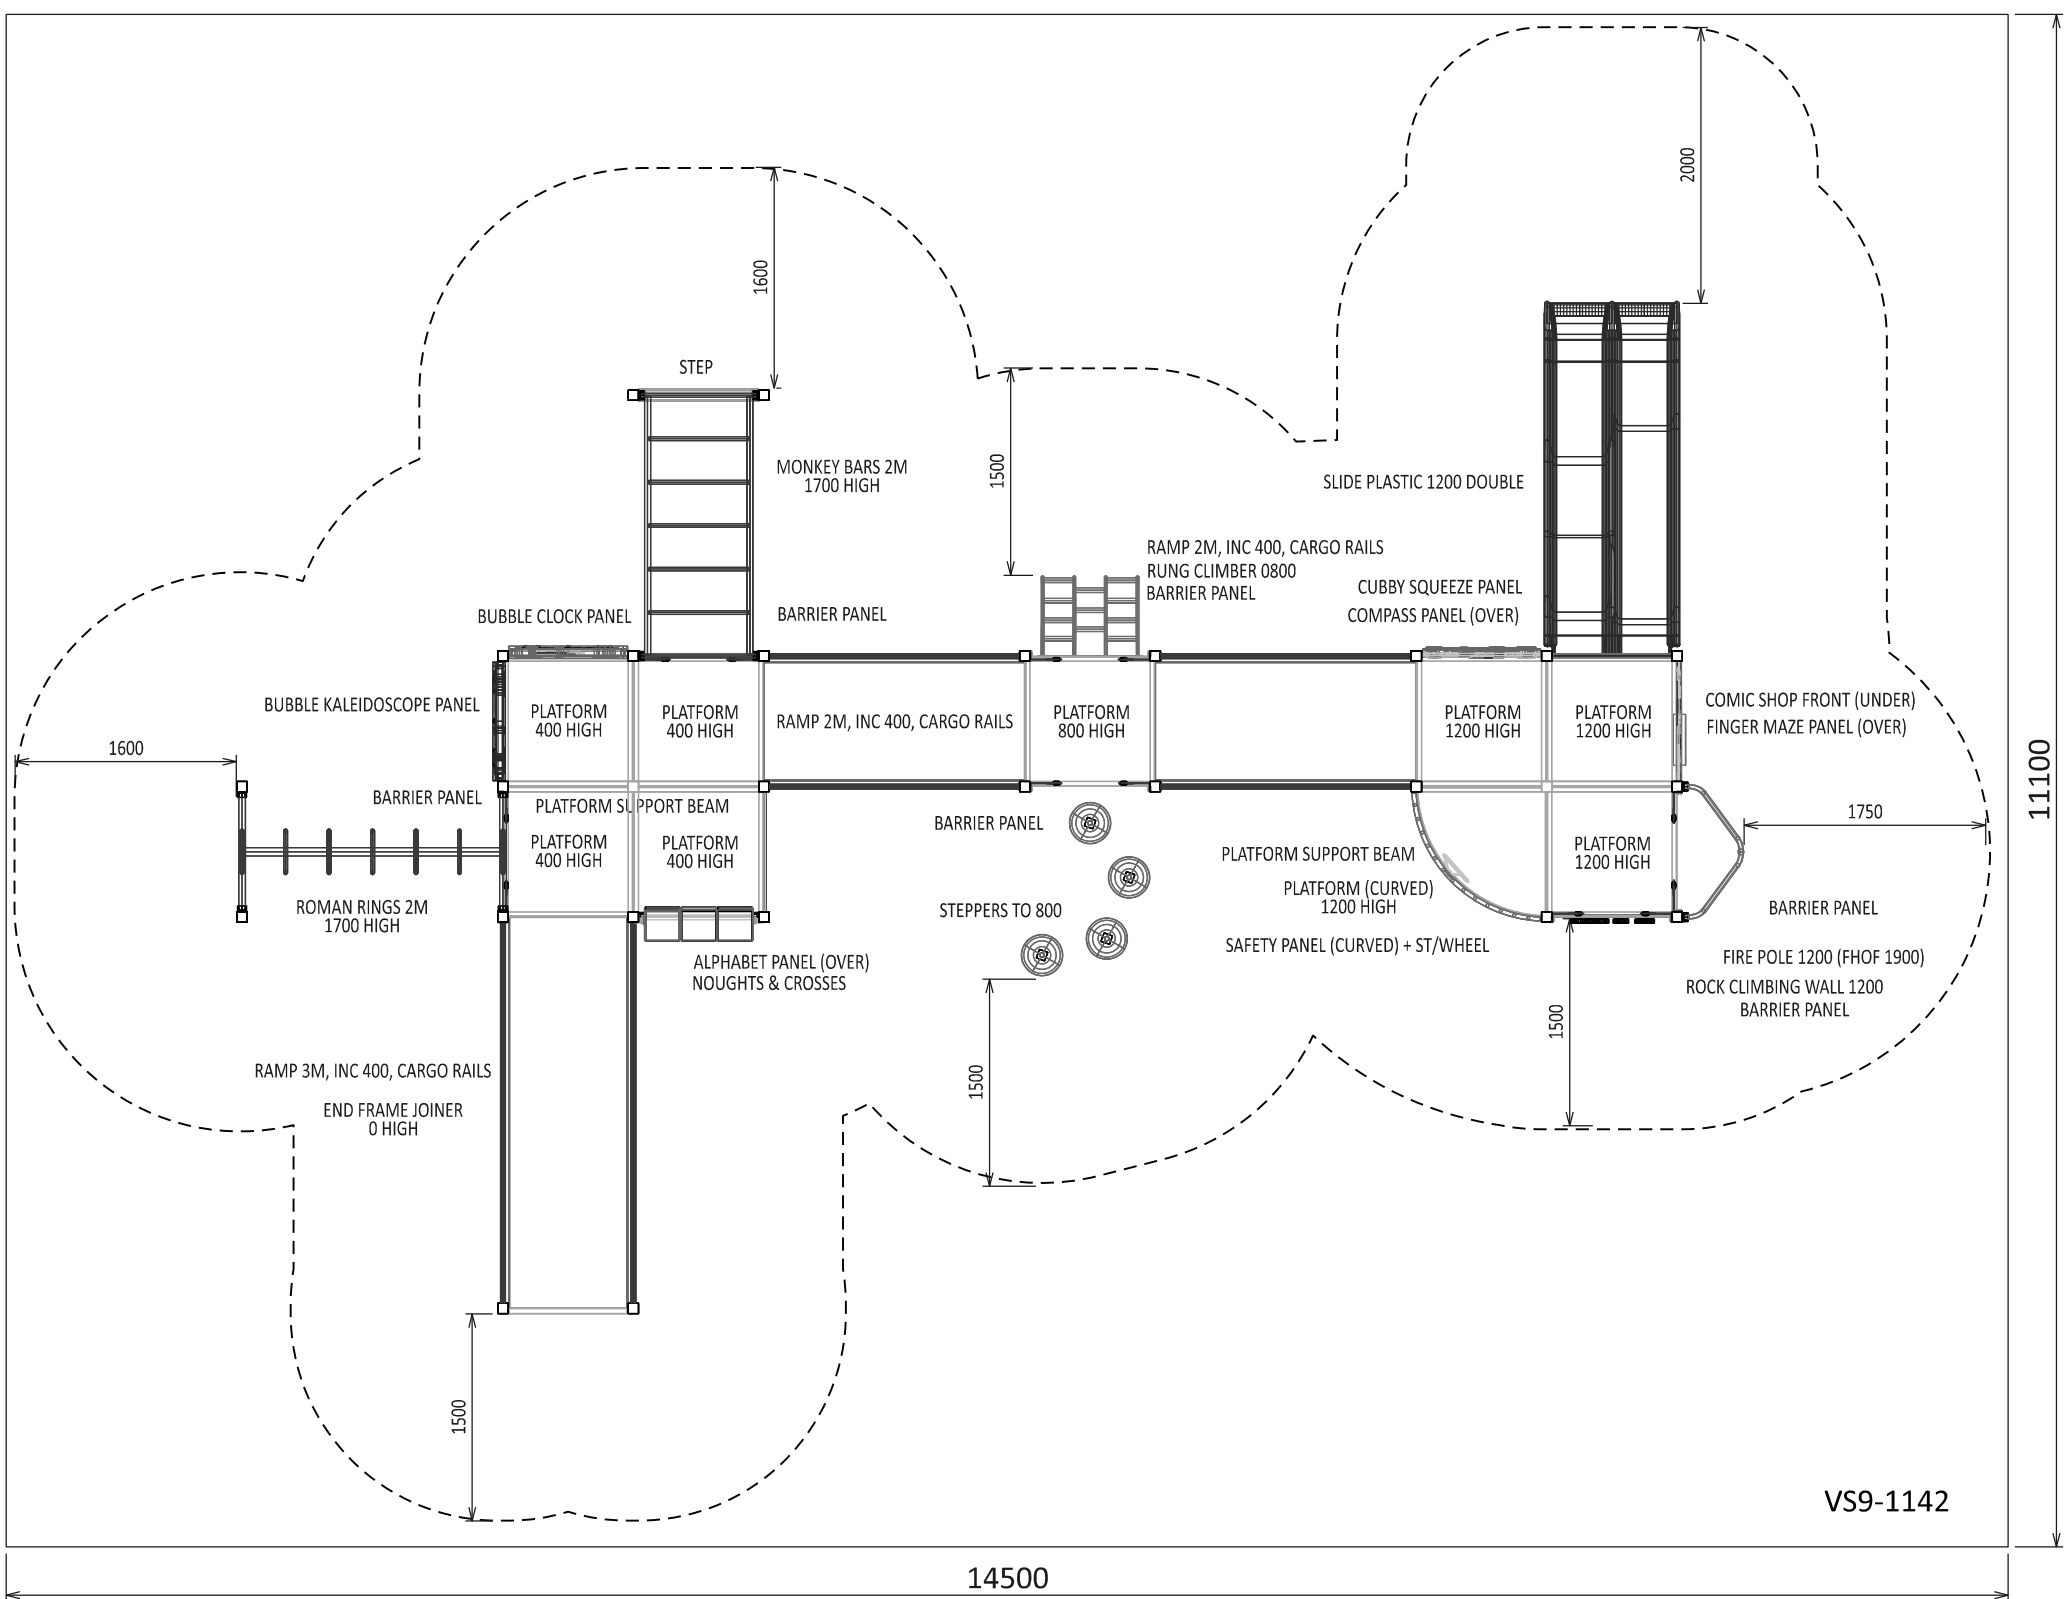 2000
1600
STEP
1500
MONKEY BARS 2M
1700 HIGH
SLIDE PLASTIC 1200 DOUBLE
RAMP 2M, INC 400, CARGO RAILS
RUNG CLIMBER 0800
BARRIER PANEL
CUBBY SQUEEZE PANEL
COMPASS PANEL (OVER)
BUBBLE CLOCK PANEL
BARRIER PANEL
BUBBLE KALEIDOSCOPE PANEL
PLATFORM
400 HIGH
PLATFORM
400 HIGH
RAMP 2M, INC 400, CARGO RAILS
PLATFORM
800 HIGH
PLATFORM
1200 HIGH
PLATFORM
1200 HIGH
COMIC SHOP FRONT (UNDER)
FINGER MAZE PANEL (OVER)
1600
11100
BARRIER PANEL
PLATFORM SUPPORT BEAM
PLATFORM
400 HIGH
PLATFORM
400 HIGH
BARRIER PANEL
1750
PLATFORM SUPPORT BEAM
PLATFORM
1200 HIGH
PLATFORM (CURVED)
1200 HIGH
ROMAN RINGS 2M
1700 HIGH
STEPPERS TO 800
BARRIER PANEL
SAFETY PANEL (CURVED) + ST/WHEEL
ALPHABET PANEL (OVER)
NOUGHTS & CROSSES
FIRE POLE 1200 (FHOF 1900)
ROCK CLIMBING WALL 1200
BARRIER PANEL
1500
1500
RAMP 3M, INC 400, CARGO RAILS
END FRAME JOINER
0 HIGH
1500
VS9-1142
14500